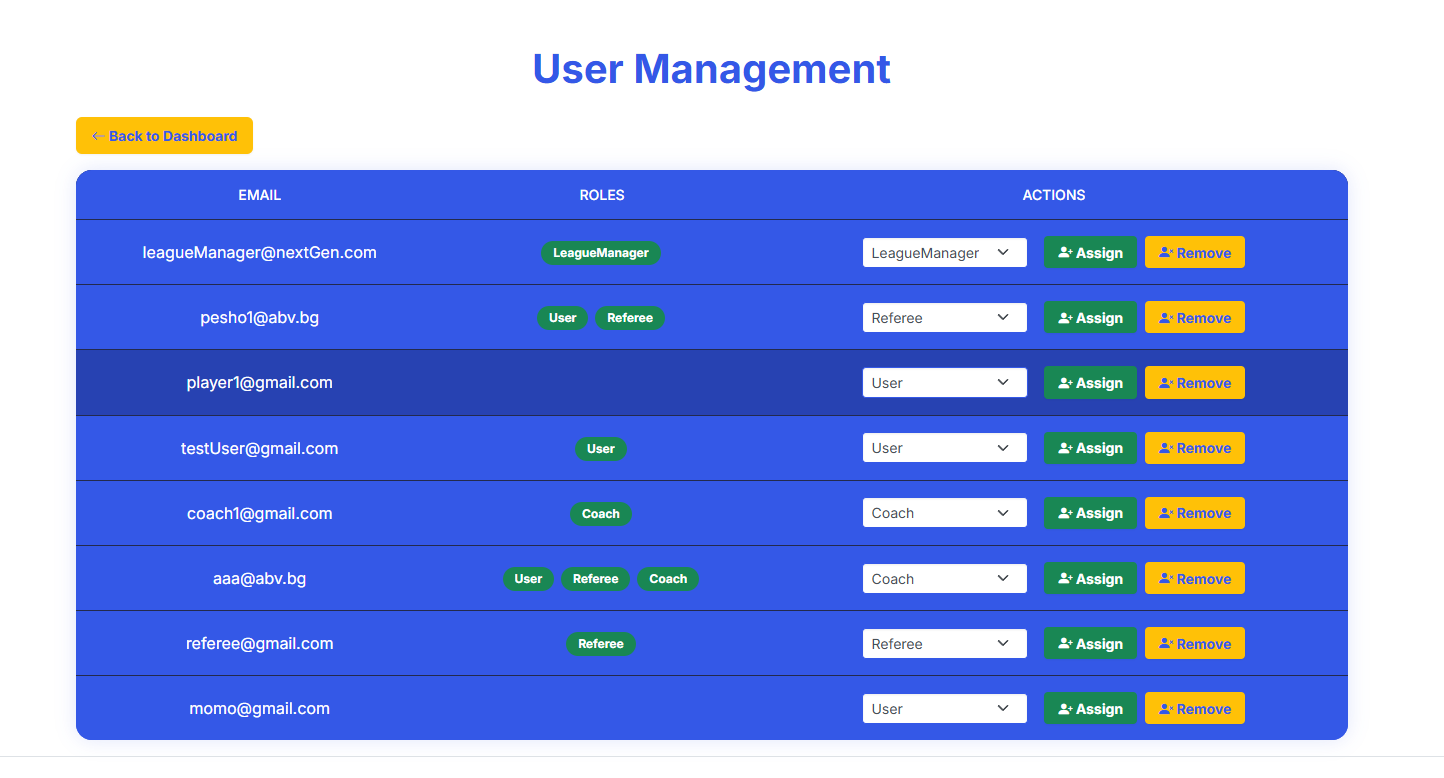 User Management
Back to Dashboard
EMAIL ROLES ACTIONS
leagueManager@nextGen.com LeagueManager LeagueManager Assign Remove
pesho1@abv.bg User Referee Referee Assign Remove
player1@gmail.com User Assign Remove
testUser@gmail.com User User Assign Remove
coach1@gmail.com Coach Coach Assign Remove
aaa@abv.bg User Referee Coach Coach Assign Remove
referee@gmail.com Referee Referee Assign Remove
momo@gmail.com User Assign Remove